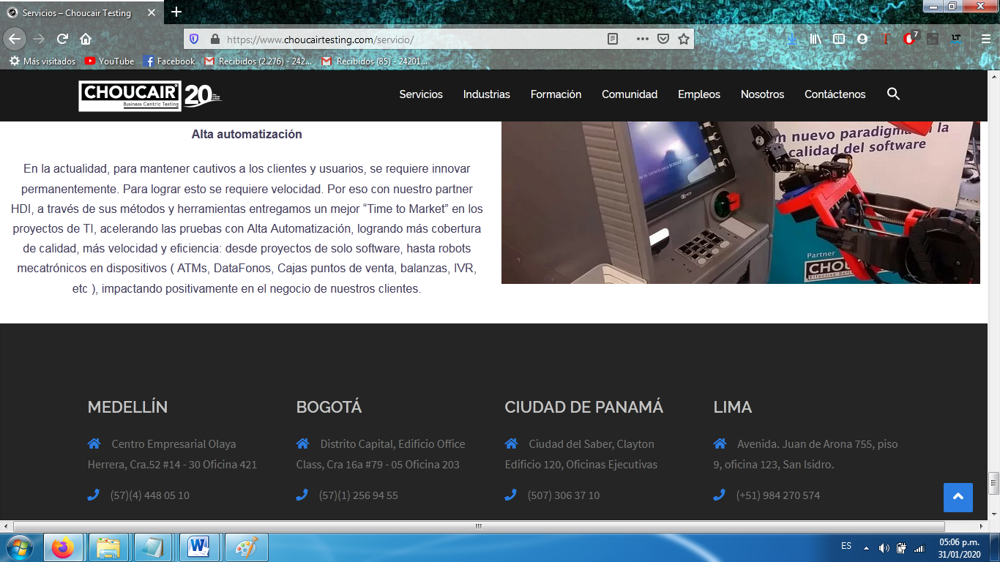 Servicios – Choucair Testing
https://www.choucairtesting.com/servicio/
7
Más visitados
YouTube
Facebook
Recibidos (2.276) - 242...
Recibidos (85) - 24201...
CHOUCAIR®
Business Centric Testing
20
Servicios
Industrias
Formación
Comunidad
Empleos
Nosotros
Contáctenos
Alta automatización
En la actualidad, para mantener cautivos a los clientes y usuarios, se requiere innovar
permanentemente. Para lograr esto se requiere velocidad. Por eso con nuestro partner
HDI, a través de sus métodos y herramientas entregamos un mejor “Time to Market” en los
proyectos de TI, acelerando las pruebas con Alta Automatización, logrando más cobertura
de calidad, más velocidad y eficiencia: desde proyectos de solo software, hasta robots
mecatrónicos en dispositivos ( ATMs, DataFonos, Cajas puntos de venta, balanzas, IVR,
etc ), impactando positivamente en el negocio de nuestros clientes.
nuevo paradigma
la
calidad del software
NCR
Partner
CHO
MEDELLÍN
Centro Empresarial Olaya
Herrera, Cra.52 #14 - 30 Oficina 421
(57)(4) 448 05 10
BOGOTÁ
Distrito Capital, Edificio Office
Class, Cra 16a #79 - 05 Oficina 203
(57)(1) 256 94 55
CIUDAD DE PANAMÁ
Ciudad del Saber, Clayton
Edificio 120, Oficinas Ejecutivas
(507) 306 37 10
LIMA
Avenida. Juan de Arona 755, piso
9, oficina 123, San Isidro.
(+51) 984 270 574
ES
05:06 p.m.
31/01/2020